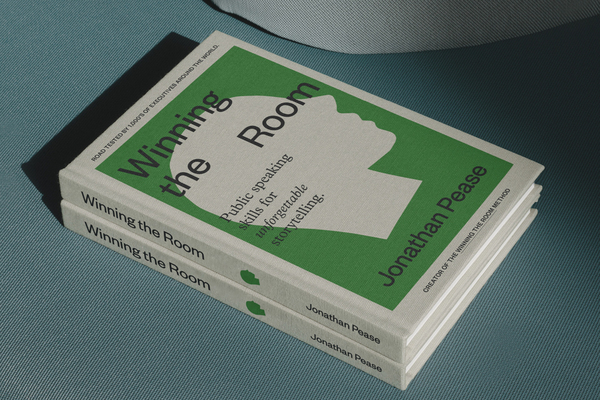 ROAD TESTED BY 1,000'S OF EXECUTIVES AROUND THE WORLD.
Winning
the Room
Public speaking
skills for
unforgettable
storytelling.
Jonathan Pease
CREATOR OF THE WINNING THE ROOM METHOD
Winning the Room
Jonathan Pease
Winning the Room
Jonathan Pease